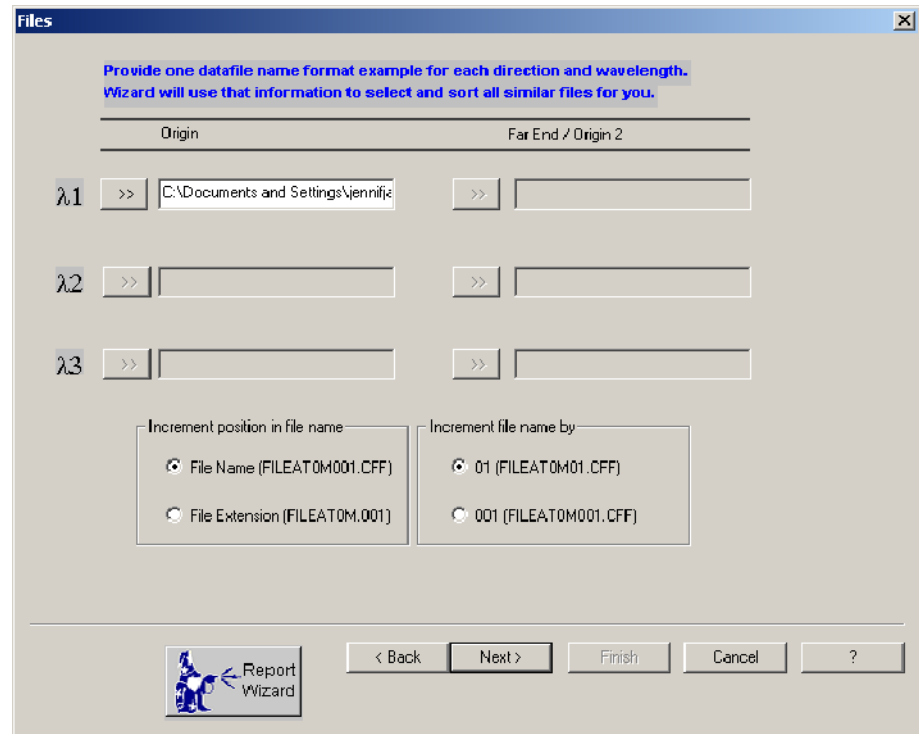 Files
Provide one datafile name format example for each direction and wavelength.
Wizard will use that information to select and sort all similar files for you.
Origin
Far End / Origin 2
λ1 >> C:\Documents and Settings\jennifja >>
λ2 >> >>
λ3 >> >>
Increment position in file name
File Name (FILEAT0M001.CFF)
File Extension (FILEAT0M.001)
Increment file name by
01 (FILEAT0M01.CFF)
001 (FILEAT0M001.CFF)
Report
Wizard
< Back
Next >
Finish
Cancel
?